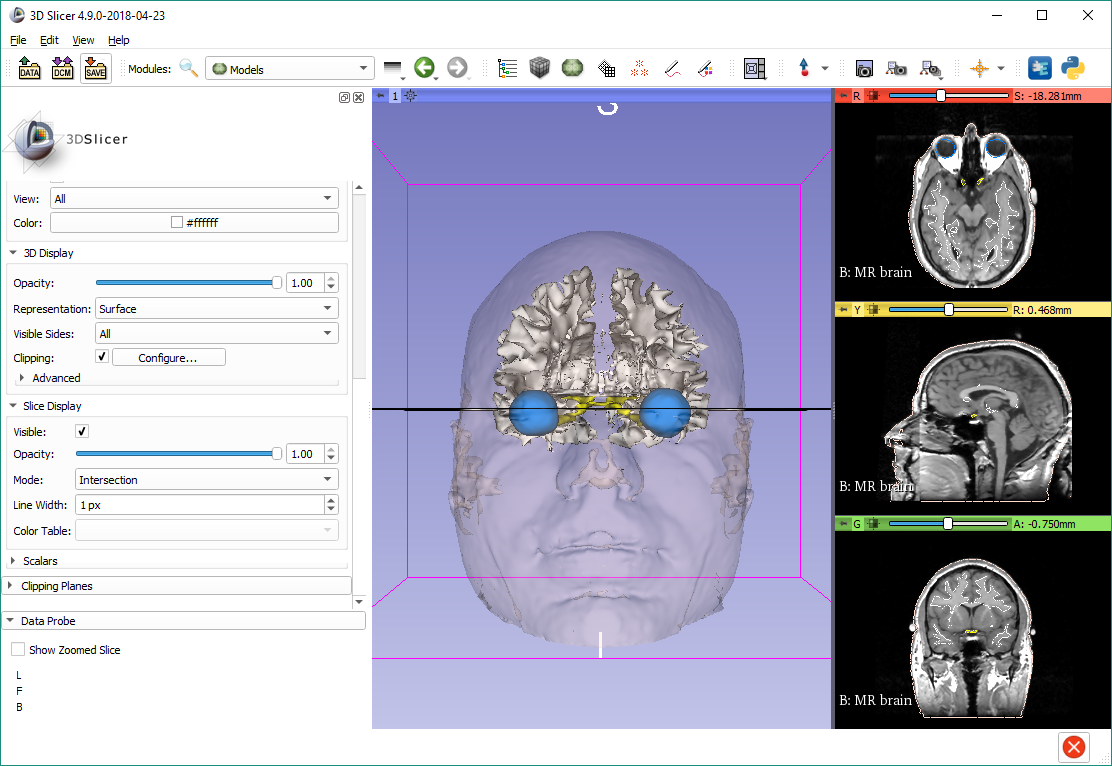 3D Slicer 4.9.0-2018-04-23
File Edit View Help
DATA DCM SAVE Modules: Models
3DSlicer
View: All
Color: #ffffff
3D Display
Opacity: 1.00
Representation: Surface
Visible Sides: All
Clipping: Configure...
Advanced
Slice Display
Visible:
Opacity: 1.00
Mode: Intersection
Line Width: 1 px
Color Table:
Scalars
Clipping Planes
Data Probe
Show Zoomed Slice
L
F
B
1
I
R S: -18.281mm
B: MR brain
Y R: 0.468mm
B: MR brain
G A: -0.750mm
B: MR brain